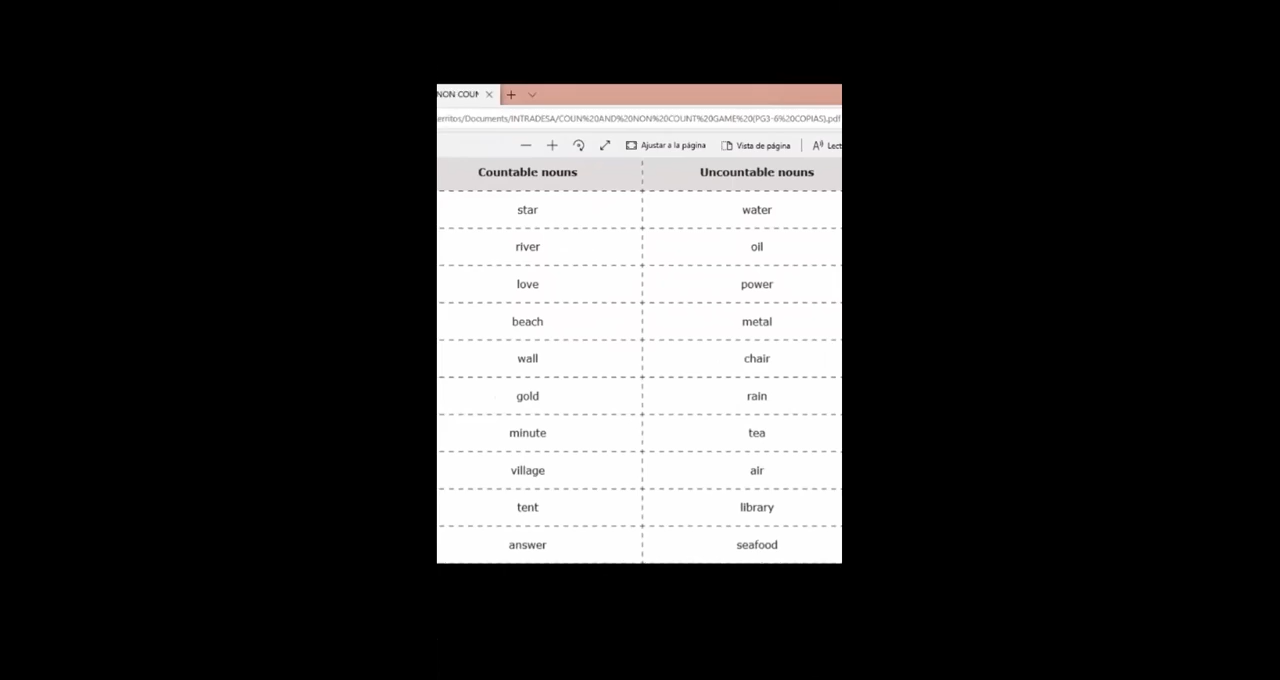 NON COUN
erritos/Documents/INTRADESA/COUN%20AND%20NON%20COUNT%20GAME%20(PG3-6%20COPIAS).pdf
Ajustar a la página Vista de página Lect
Countable nouns Uncountable nouns
star water
river oil
love power
beach metal
wall chair
gold rain
minute tea
village air
tent library
answer seafood